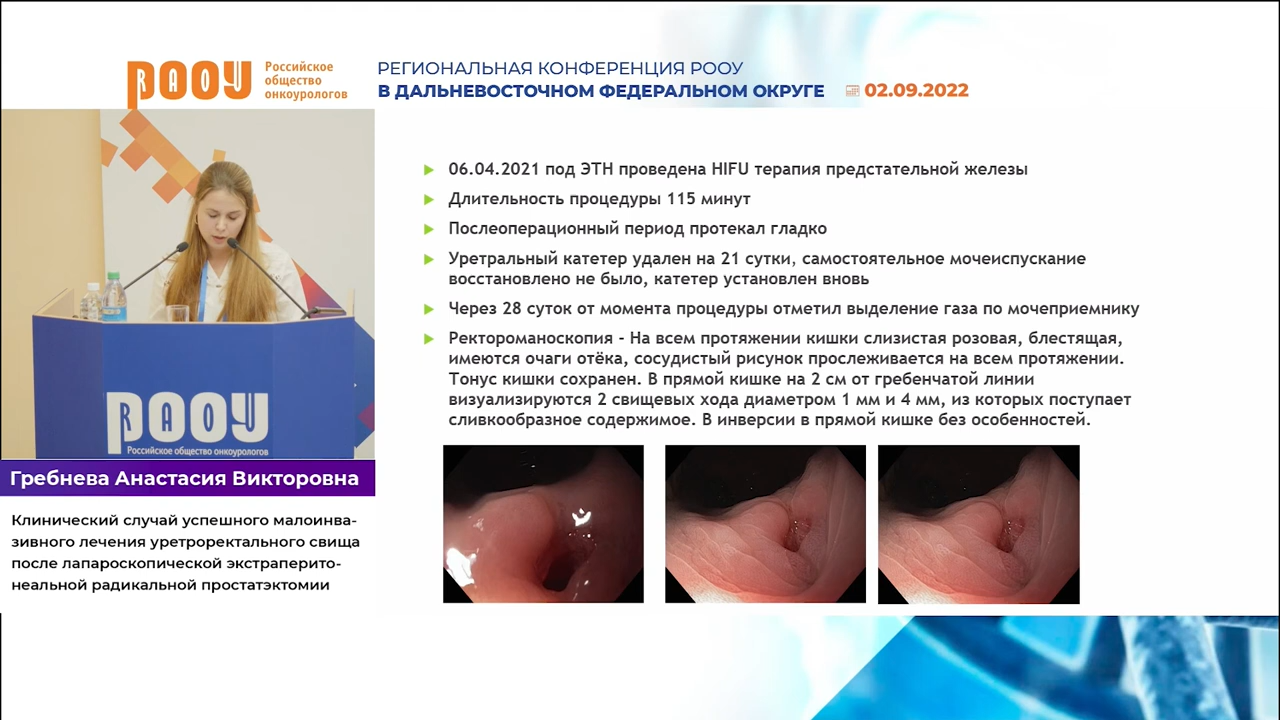 РООУ
RAOU
Российское
общество
онкоурологов
РЕГИОНАЛЬНАЯ КОНФЕРЕНЦИЯ РООУ
В ДАЛЬНЕВОСТОЧНОМ ФЕДЕРАЛЬНОМ ОКРУГЕ
02.09.2022
06.04.2021 под ЭТН проведена HIFU терапия предстательной железы
Длительность процедуры 115 минут
Послеоперационный период протекал гладко
Уретральный катетер удален на 21 сутки, самостоятельное мочеиспускание
восстановлено не было, катетер установлен вновь
Через 28 суток от момента процедуры отметил выделение газа по мочеприемнику
Ректороманоскопия - На всем протяжении кишки слизистая розовая, блестящая,
имеются очаги отёка, сосудистый рисунок прослеживается на всем протяжении.
Тонус кишки сохранен. В прямой кишке на 2 см от гребенчатой линии
визуализируются 2 свищевых хода диаметром 1 мм и 4 мм, из которых поступает
сливкообразное содержимое. В инверсии в прямой кишке без особенностей.
РООУ
RAOU
Российское общество онкоурологов
Гребнева Анастасия Викторовна
Клинический случай успешного малоинва-
зивного лечения уретроректального свища
после лапароскопической экстраперито-
неальной радикальной простатэктомии